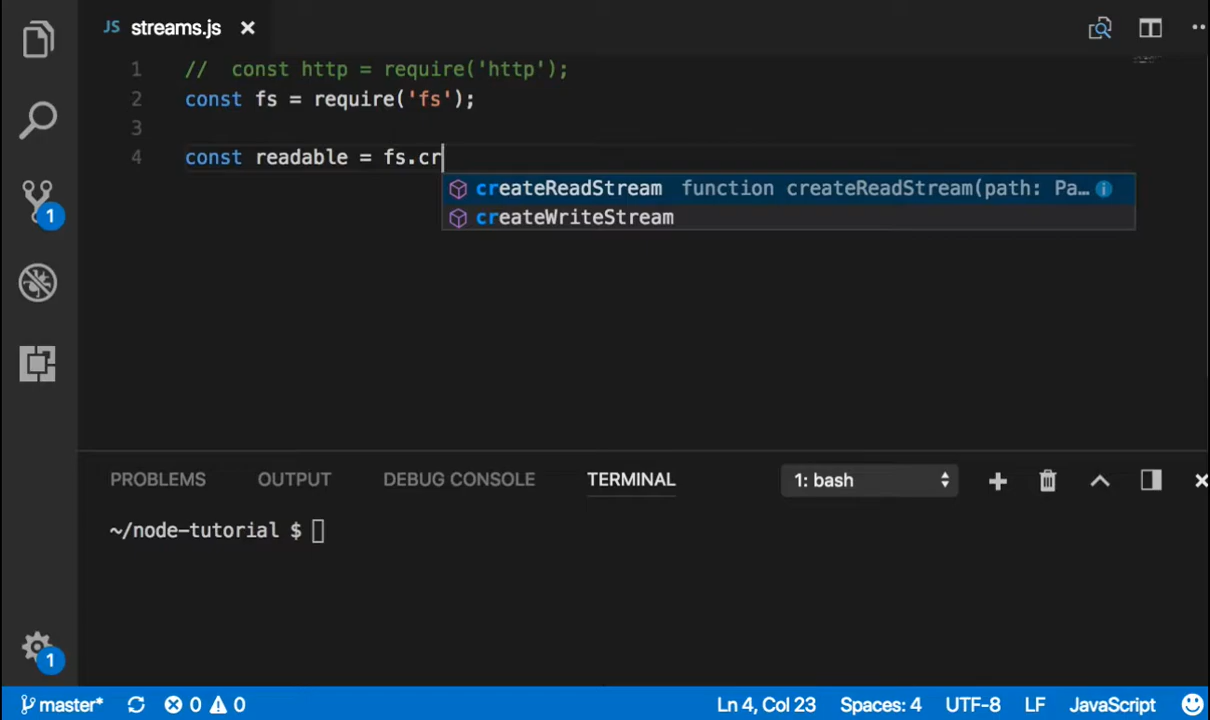 JS streams.js ×
1 //  const http = require('http');
2 const fs = require('fs');
3
4 const readable = fs.cr
createReadStream function createReadStream(path: Pa…
createWriteStream
1
PROBLEMS OUTPUT DEBUG CONSOLE TERMINAL 1: bash
~/node-tutorial $
1
master* 0 0 Ln 4, Col 23 Spaces: 4 UTF-8 LF JavaScript